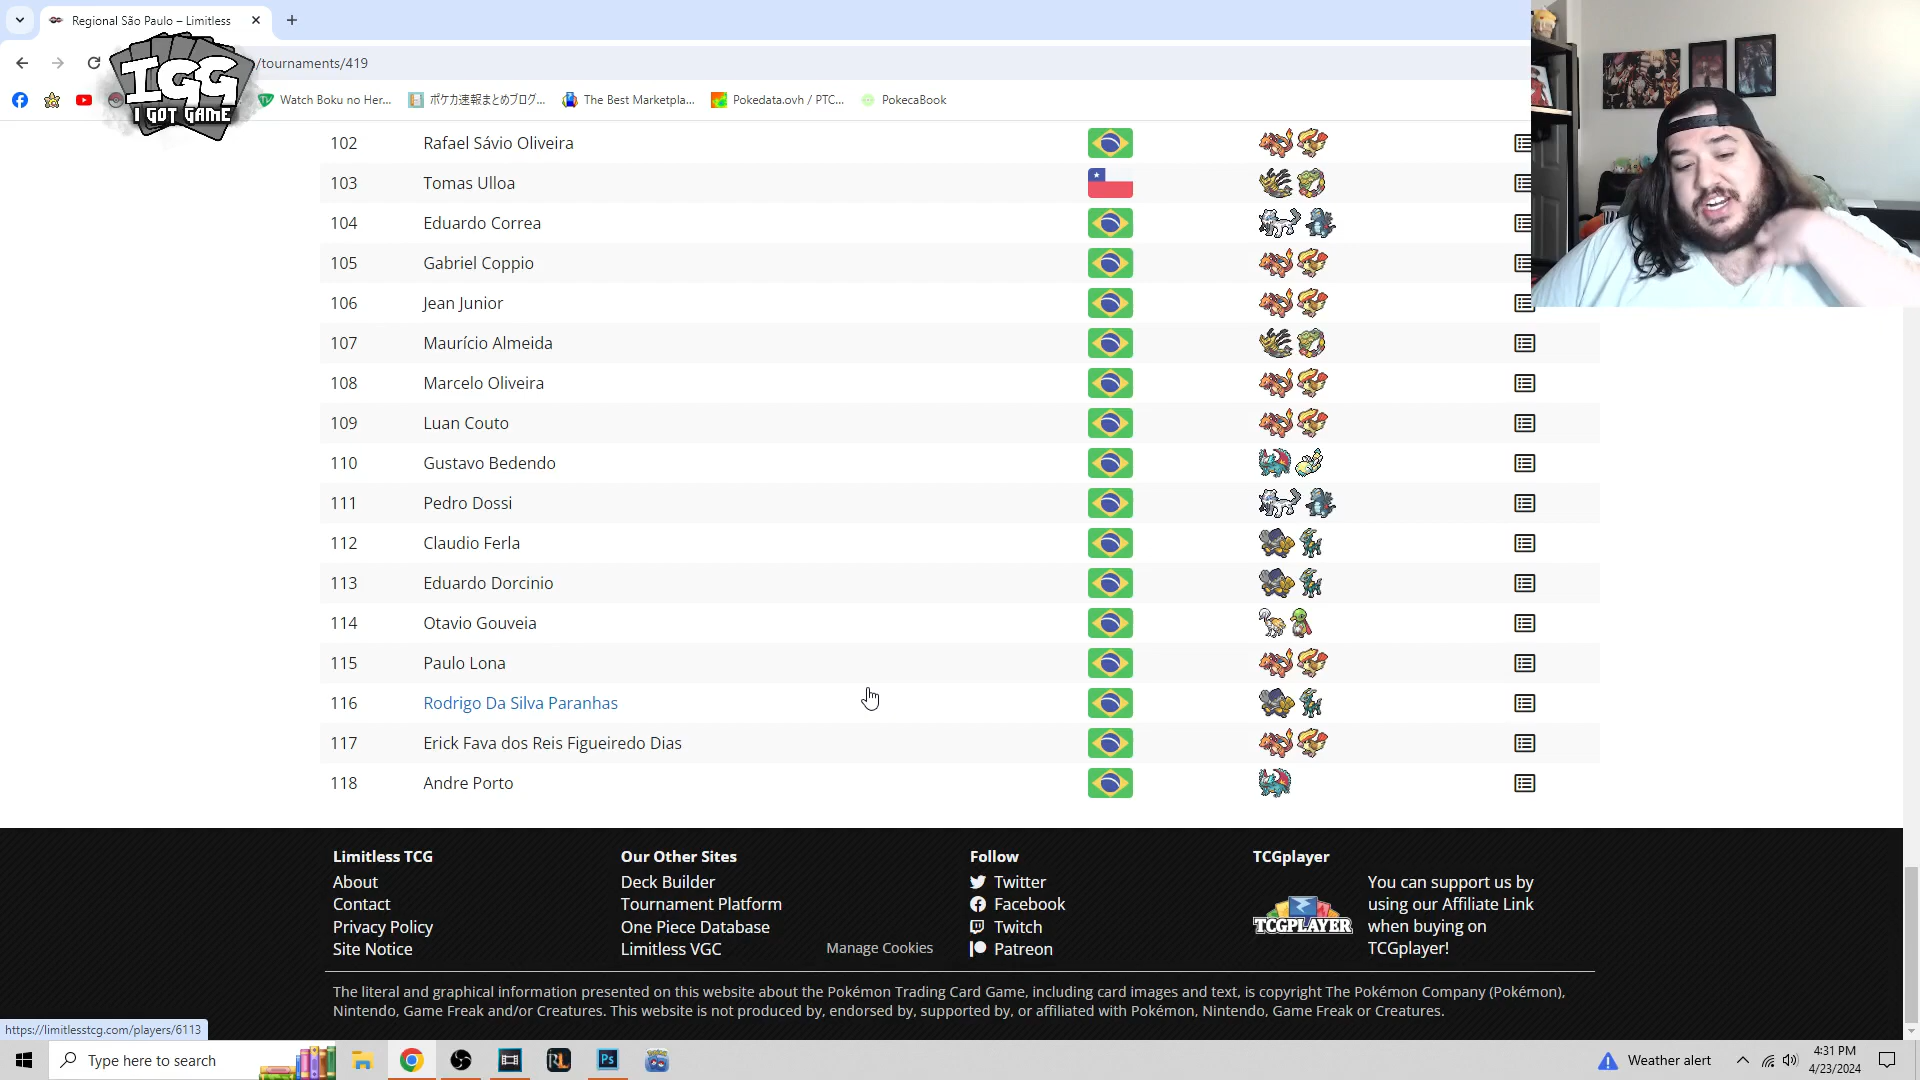 Regional São Paulo – Limitless
/tournaments/419
IGG
I GOT GAME
Watch Boku no Her...
ポケカ速報まとめブログ...
The Best Marketpla...
Pokedata.ovh / PTC...
PokecaBook
102 Rafael Sávio Oliveira
103 Tomas Ulloa
104 Eduardo Correa
105 Gabriel Coppio
106 Jean Junior
107 Maurício Almeida
108 Marcelo Oliveira
109 Luan Couto
110 Gustavo Bedendo
111 Pedro Dossi
112 Claudio Ferla
113 Eduardo Dorcinio
114 Otavio Gouveia
115 Paulo Lona
116 Rodrigo Da Silva Paranhas
117 Erick Fava dos Reis Figueiredo Dias
118 Andre Porto
Limitless TCG
About
Contact
Privacy Policy
Site Notice
Our Other Sites
Deck Builder
Tournament Platform
One Piece Database
Limitless VGC
Manage Cookies
Follow
Twitter
Facebook
Twitch
Patreon
TCGplayer
TCGPLAYER
You can support us by
using our Affiliate Link
when buying on
TCGplayer!
The literal and graphical information presented on this website about the Pokémon Trading Card Game, including card images and text, is copyright The Pokémon Company (Pokémon),
Nintendo, Game Freak and/or Creatures. This website is not produced by, endorsed by, supported by, or affiliated with Pokémon, Nintendo, Game Freak or Creatures.
https://limitlesstcg.com/players/6113
Type here to search
RL
Ps
Weather alert
4:31 PM
4/23/2024